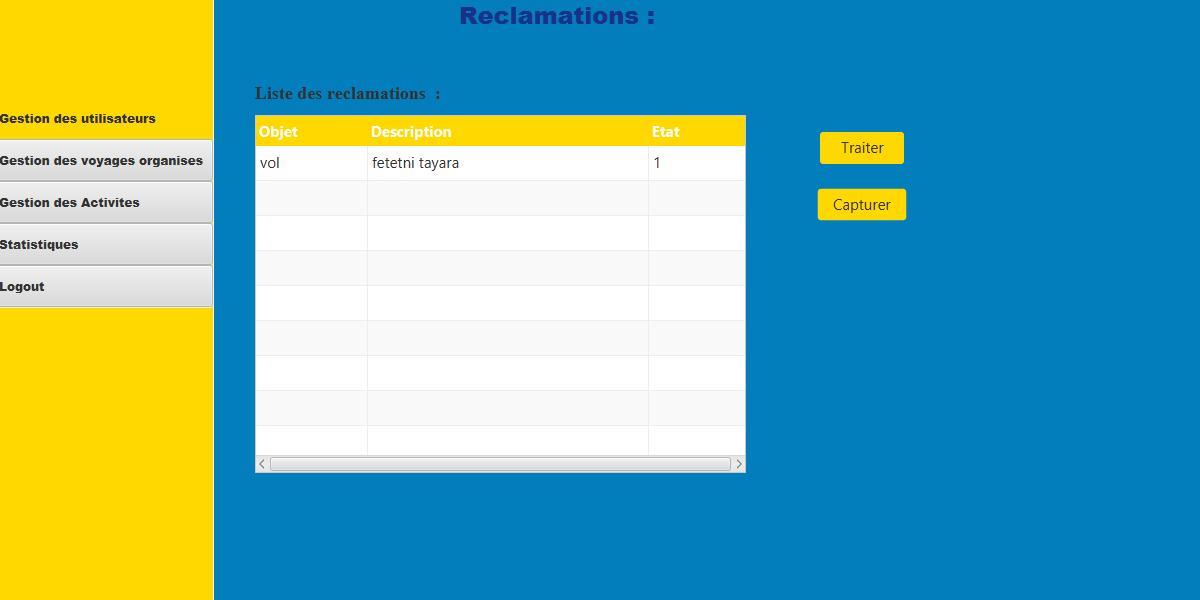 Reclamations :
Gestion des utilisateurs
Gestion des voyages organises
Gestion des Activites
Statistiques
Logout
Liste des reclamations :
Objet Description Etat
vol fetetni tayara 1
Traiter
Capturer